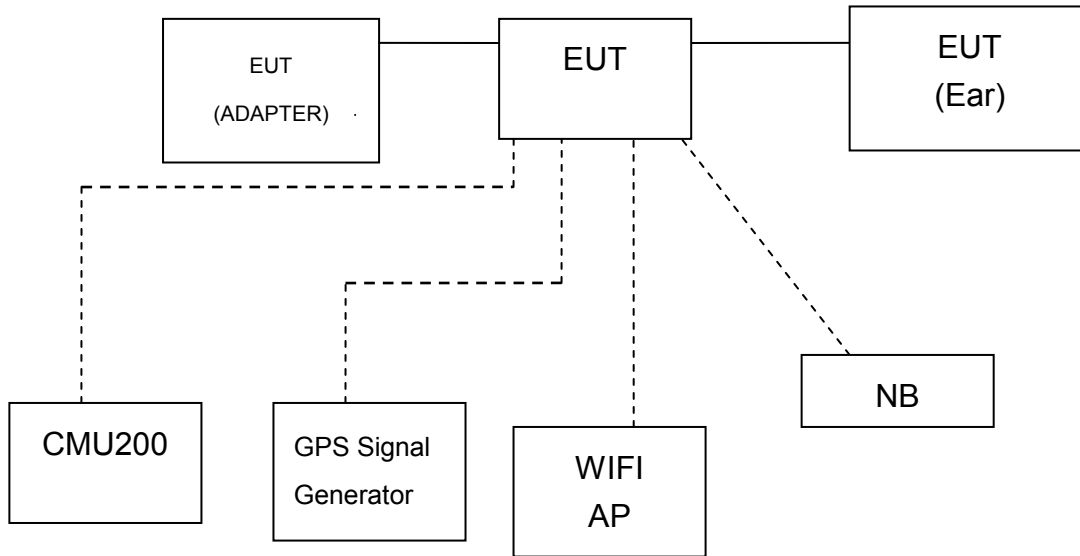 EUT
(ADAPTER)
EUT
EUT
(Ear)
CMU200
GPS Signal
Generator
WIFI
AP
NB